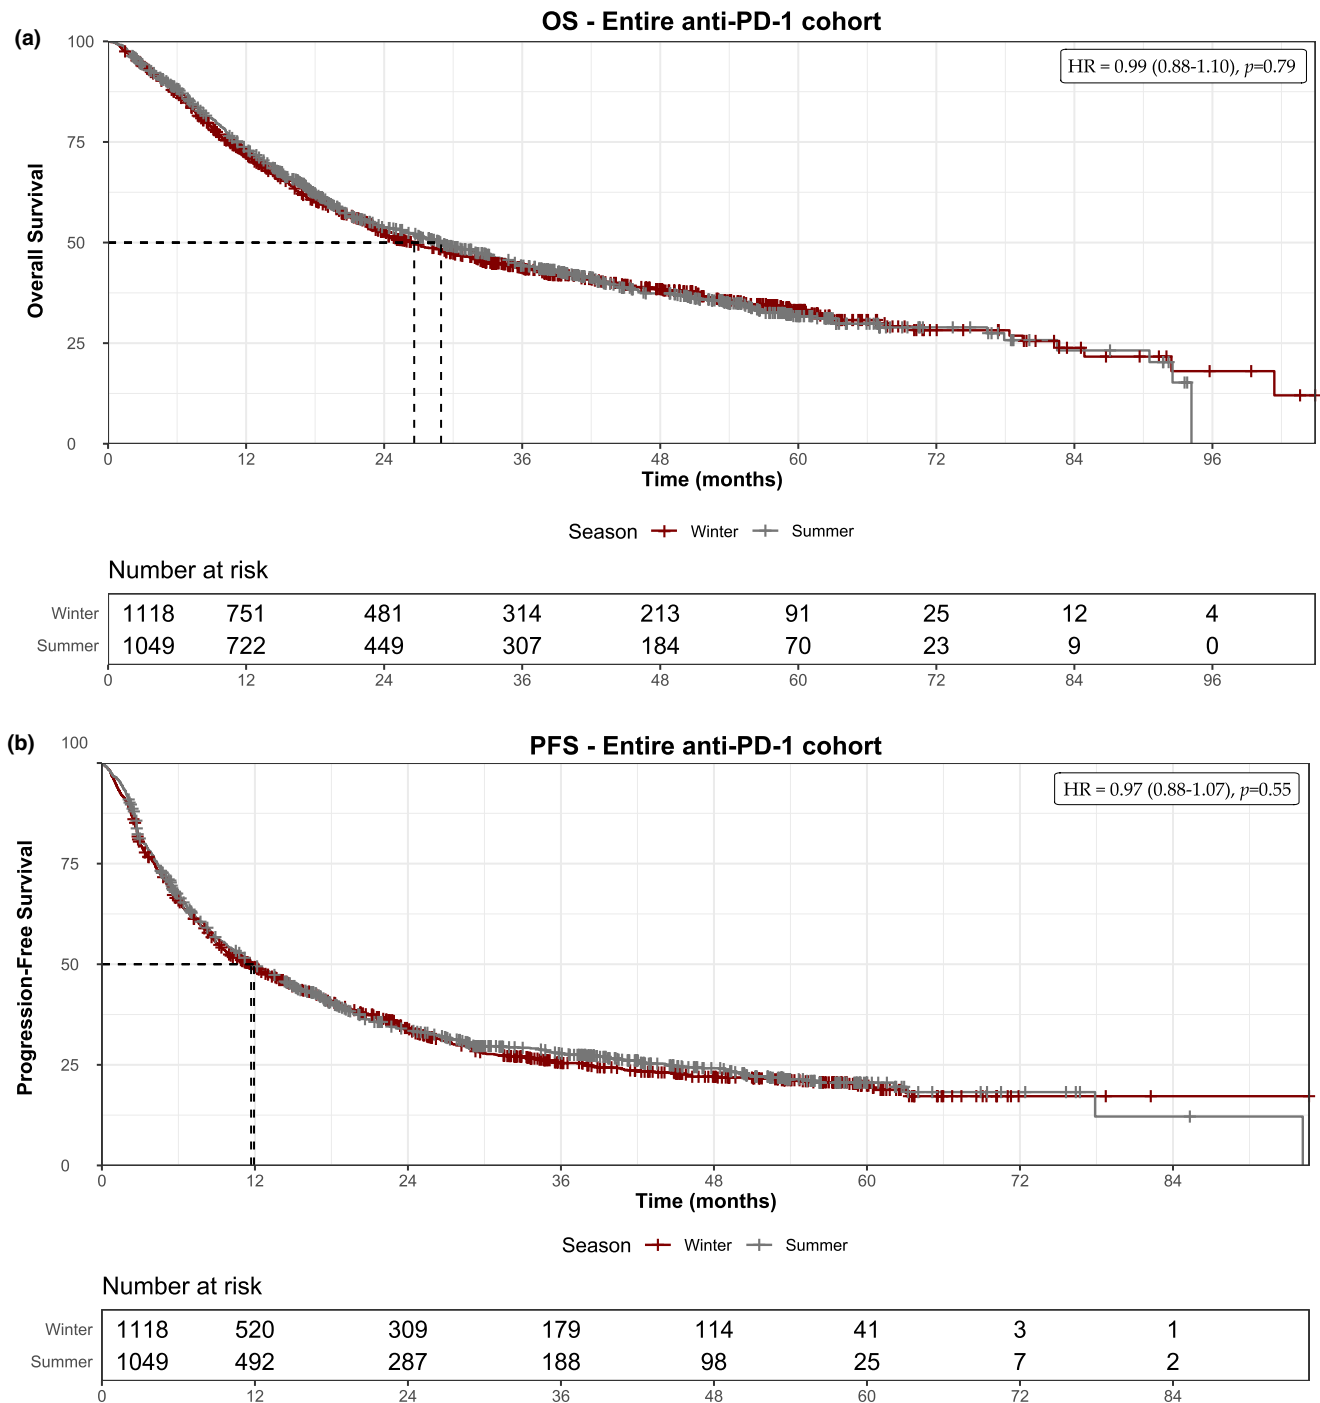 (a)
OS - Entire anti-PD-1 cohort
HR = 0.99 (0.88-1.10), p=0.79
Overall Survival
100
75
50
25
0
0 12 24 36 48 60 72 84 96
Time (months)
Season Winter Summer
Number at risk
Winter 1118 751 481 314 213 91 25 12 4
Summer 1049 722 449 307 184 70 23 9 0
0 12 24 36 48 60 72 84 96
(b)
PFS - Entire anti-PD-1 cohort
HR = 0.97 (0.88-1.07), p=0.55
Progression-Free Survival
100
75
50
25
0
0 12 24 36 48 60 72 84
Time (months)
Season Winter Summer
Number at risk
Winter 1118 520 309 179 114 41 3 1
Summer 1049 492 287 188 98 25 7 2
0 12 24 36 48 60 72 84